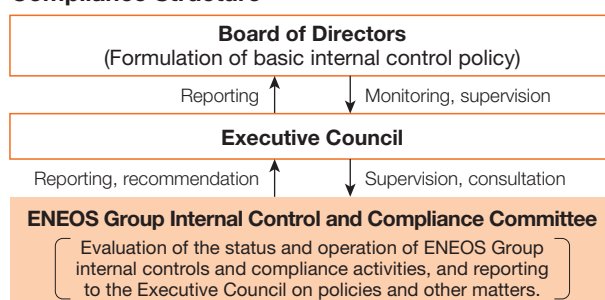 Board of Directors
(Formulation of basic internal control policy)
Reporting
Monitoring, supervision
Executive Council
Reporting, recommendation
Supervision, consultation
ENEOS Group Internal Control and Compliance Committee
Evaluation of the status and operation of ENEOS Group
internal controls and compliance activities, and reporting
to the Executive Council on policies and other matters.